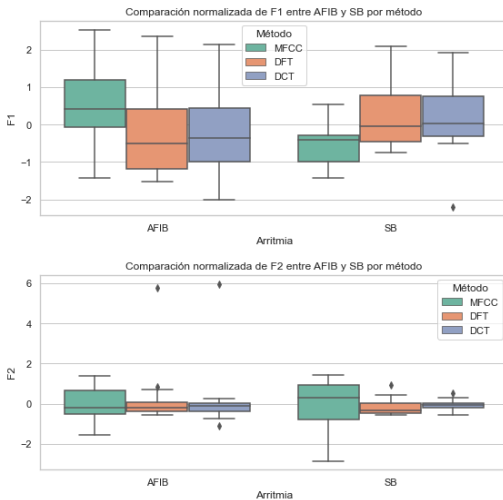 Comparación normalizada de F1 entre AFIB y SB por método
Método
MFCC
DFT
DCT
2
1
0
−1
−2
F1
AFIB
SB
Arritmia
Comparación normalizada de F2 entre AFIB y SB por método
Método
MFCC
DFT
DCT
6
4
2
0
−2
F2
AFIB
SB
Arritmia